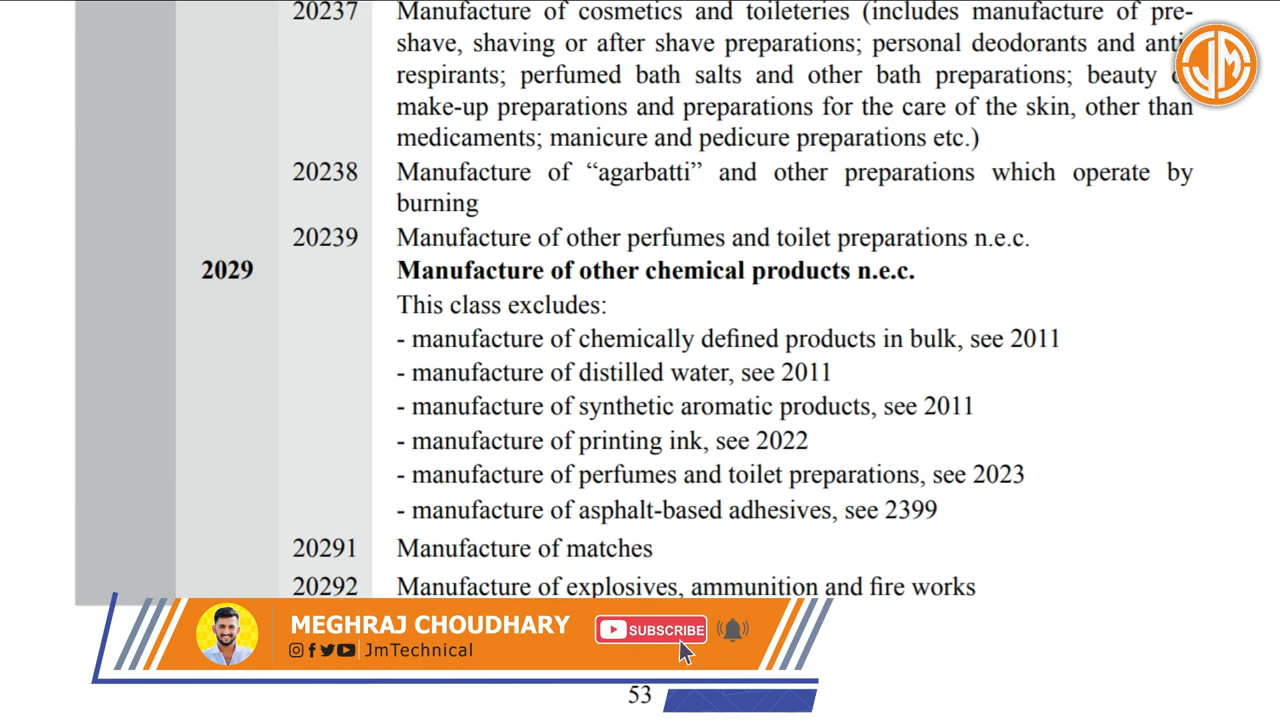 20237 Manufacture of cosmetics and toileteries (includes manufacture of pre-
shave, shaving or after shave preparations; personal deodorants and anti
respirants; perfumed bath salts and other bath preparations; beauty
make-up preparations and preparations for the care of the skin, other than
medicaments; manicure and pedicure preparations etc.)
20238 Manufacture of “agarbatti” and other preparations which operate by
burning
20239 Manufacture of other perfumes and toilet preparations n.e.c.
2029 Manufacture of other chemical products n.e.c.
This class excludes:
- manufacture of chemically defined products in bulk, see 2011
- manufacture of distilled water, see 2011
- manufacture of synthetic aromatic products, see 2011
- manufacture of printing ink, see 2022
- manufacture of perfumes and toilet preparations, see 2023
- manufacture of asphalt-based adhesives, see 2399
20291 Manufacture of matches
20292 Manufacture of explosives, ammunition and fire works
MEGHRAJ CHOUDHARY
SUBSCRIBE
JmTechnical
53
JM